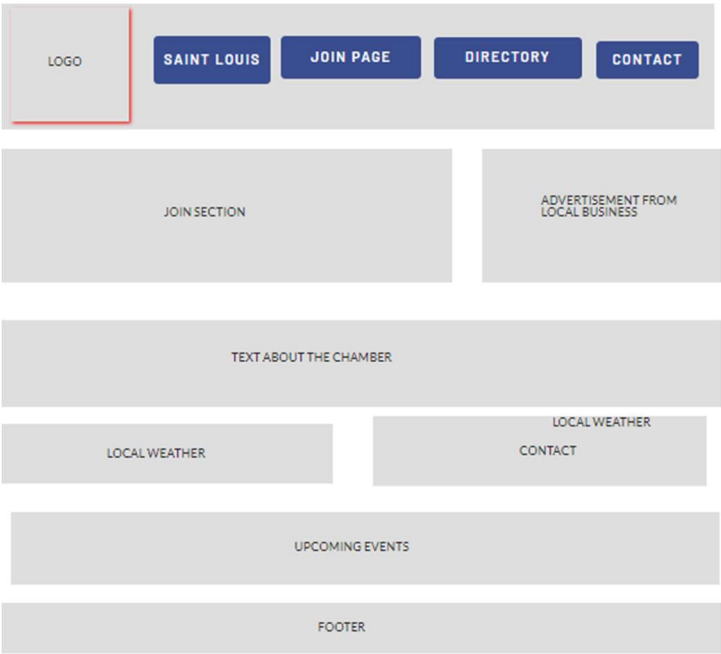 LOGO
SAINT LOUIS
JOIN PAGE
DIRECTORY
CONTACT
JOIN SECTION
ADVERTISEMENT FROM
LOCAL BUSINESS
TEXT ABOUT THE CHAMBER
LOCAL WEATHER
LOCAL WEATHER
CONTACT
UPCOMING EVENTS
FOOTER